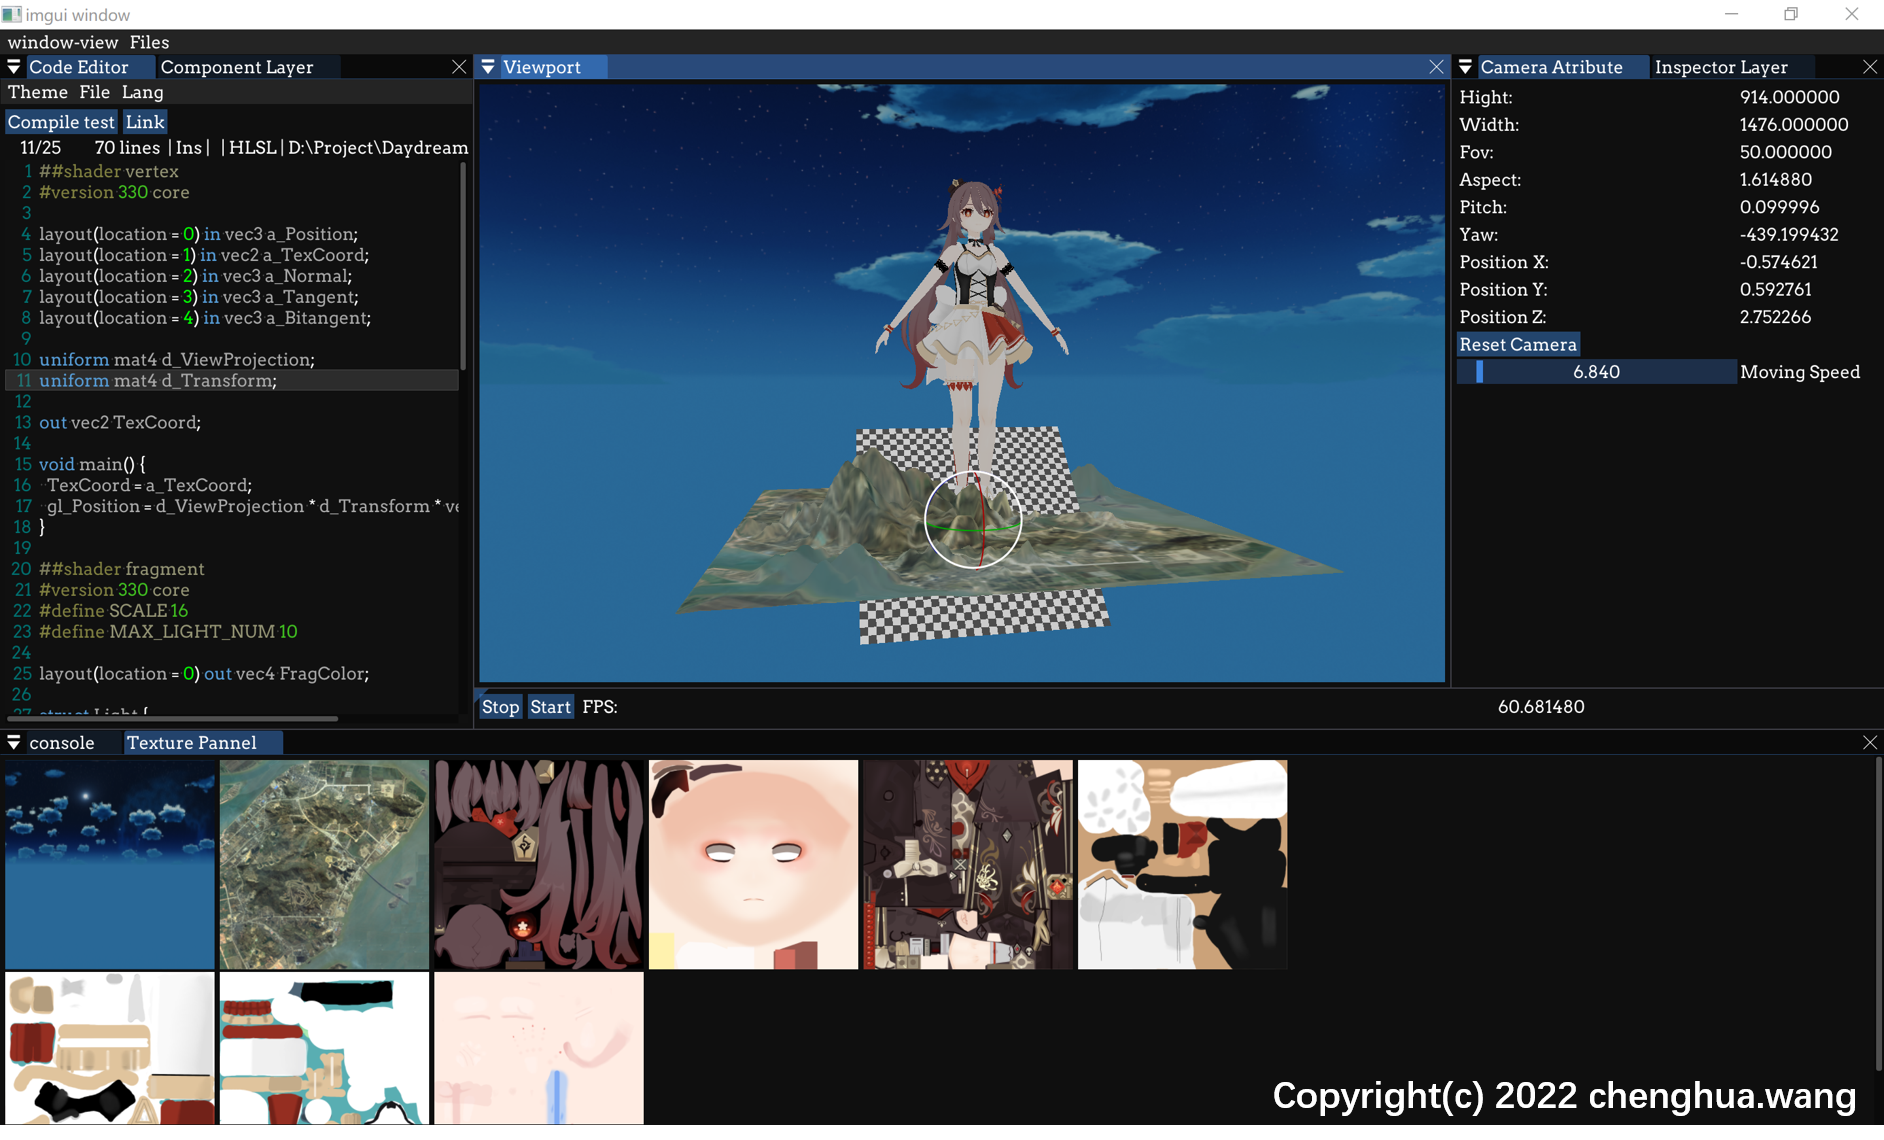 imgui window
window-view Files
Code Editor Component Layer
Theme File Lang
Compile test Link
11/25 70 lines | Ins | | HLSL | D:\Project\Daydream
1 ##shader vertex
2 #version 330 core
3
4 layout(location = 0) in vec3 a_Position;
5 layout(location = 1) in vec2 a_TexCoord;
6 layout(location = 2) in vec3 a_Normal;
7 layout(location = 3) in vec3 a_Tangent;
8 layout(location = 4) in vec3 a_Bitangent;
9
10 uniform mat4 d_ViewProjection;
11 uniform mat4 d_Transform;
12
13 out vec2 TexCoord;
14
15 void main() {
16 TexCoord = a_TexCoord;
17 gl_Position = d_ViewProjection * d_Transform * ve
18 }
19
20 ##shader fragment
21 #version 330 core
22 #define SCALE 16
23 #define MAX_LIGHT_NUM 10
24
25 layout(location = 0) out vec4 FragColor;
26
27 struct Light {
Viewport
Stop Start FPS: 60.681480
Camera Atribute Inspector Layer
Hight: 914.000000
Width: 1476.000000
Fov: 50.000000
Aspect: 1.614880
Pitch: 0.099996
Yaw: -439.199432
Position X: -0.574621
Position Y: 0.592761
Position Z: 2.752266
Reset Camera
6.840 Moving Speed
console Texture Pannel
Copyright(c) 2022 chenghua.wang